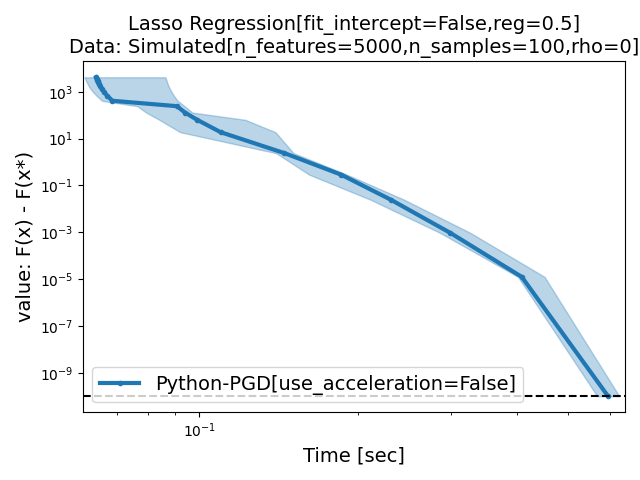 Lasso Regression[fit_intercept=False,reg=0.5]
Data: Simulated[n_features=5000,n_samples=100,rho=0]
value: F(x) - F(x*)
10^3
10^1
10^-1
10^-3
10^-5
10^-7
10^-9
Python-PGD[use_acceleration=False]
10^-1
Time [sec]